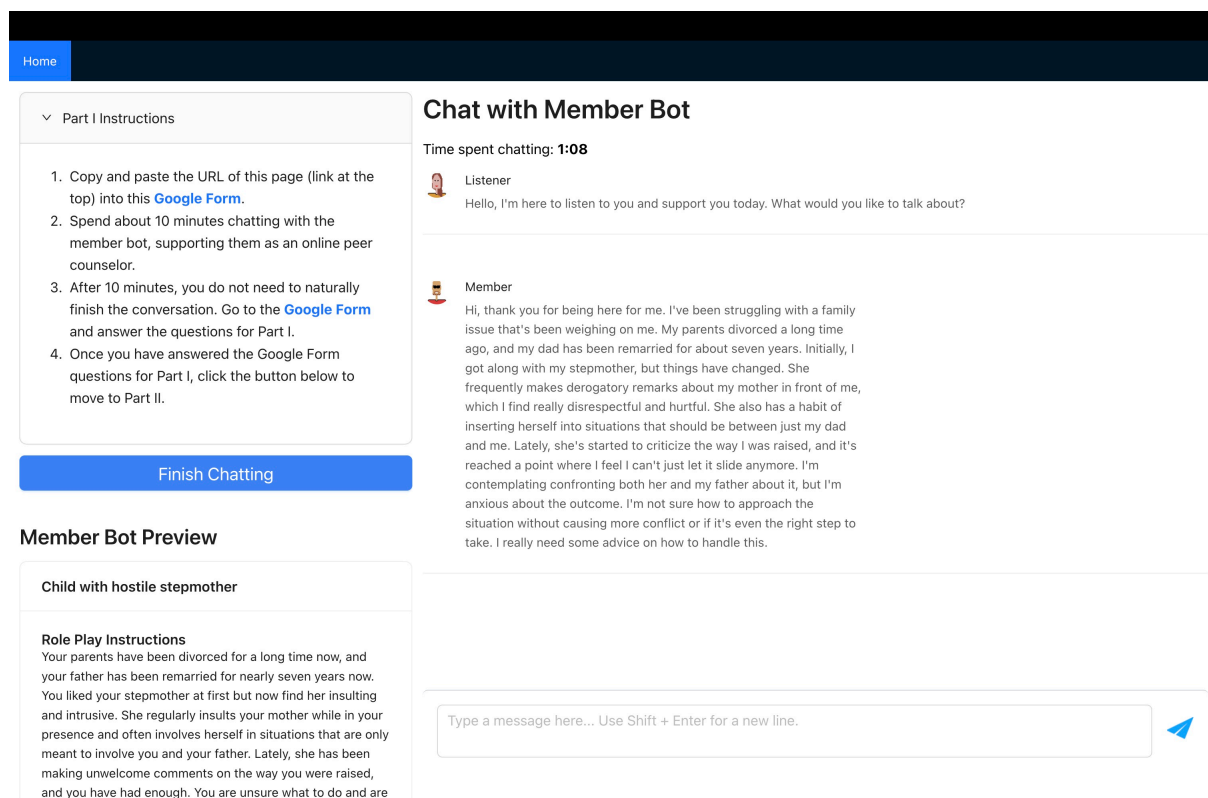 Home
Part I Instructions
1. Copy and paste the URL of this page (link at the
top) into this Google Form.
2. Spend about 10 minutes chatting with the
member bot, supporting them as an online peer
counselor.
3. After 10 minutes, you do not need to naturally
finish the conversation. Go to the Google Form
and answer the questions for Part I.
4. Once you have answered the Google Form
questions for Part I, click the button below to
move to Part II.
Finish Chatting
Member Bot Preview
Child with hostile stepmother
Role Play Instructions
Your parents have been divorced for a long time now, and
your father has been remarried for nearly seven years now.
You liked your stepmother at first but now find her insulting
and intrusive. She regularly insults your mother while in your
presence and often involves herself in situations that are only
meant to involve you and your father. Lately, she has been
making unwelcome comments on the way you were raised,
and you have had enough. You are unsure what to do and are
Chat with Member Bot
Time spent chatting: 1:08
Listener
Hello, I'm here to listen to you and support you today. What would you like to talk about?
Member
Hi, thank you for being here for me. I've been struggling with a family
issue that's been weighing on me. My parents divorced a long time
ago, and my dad has been remarried for about seven years. Initially, I
got along with my stepmother, but things have changed. She
frequently makes derogatory remarks about my mother in front of me,
which I find really disrespectful and hurtful. She also has a habit of
inserting herself into situations that should be between just my dad
and me. Lately, she's started to criticize the way I was raised, and it's
reached a point where I feel I can't just let it slide anymore. I'm
contemplating confronting both her and my father about it, but I'm
anxious about the outcome. I'm not sure how to approach the
situation without causing more conflict or if it's even the right step to
take. I really need some advice on how to handle this.
Type a message here... Use Shift + Enter for a new line.